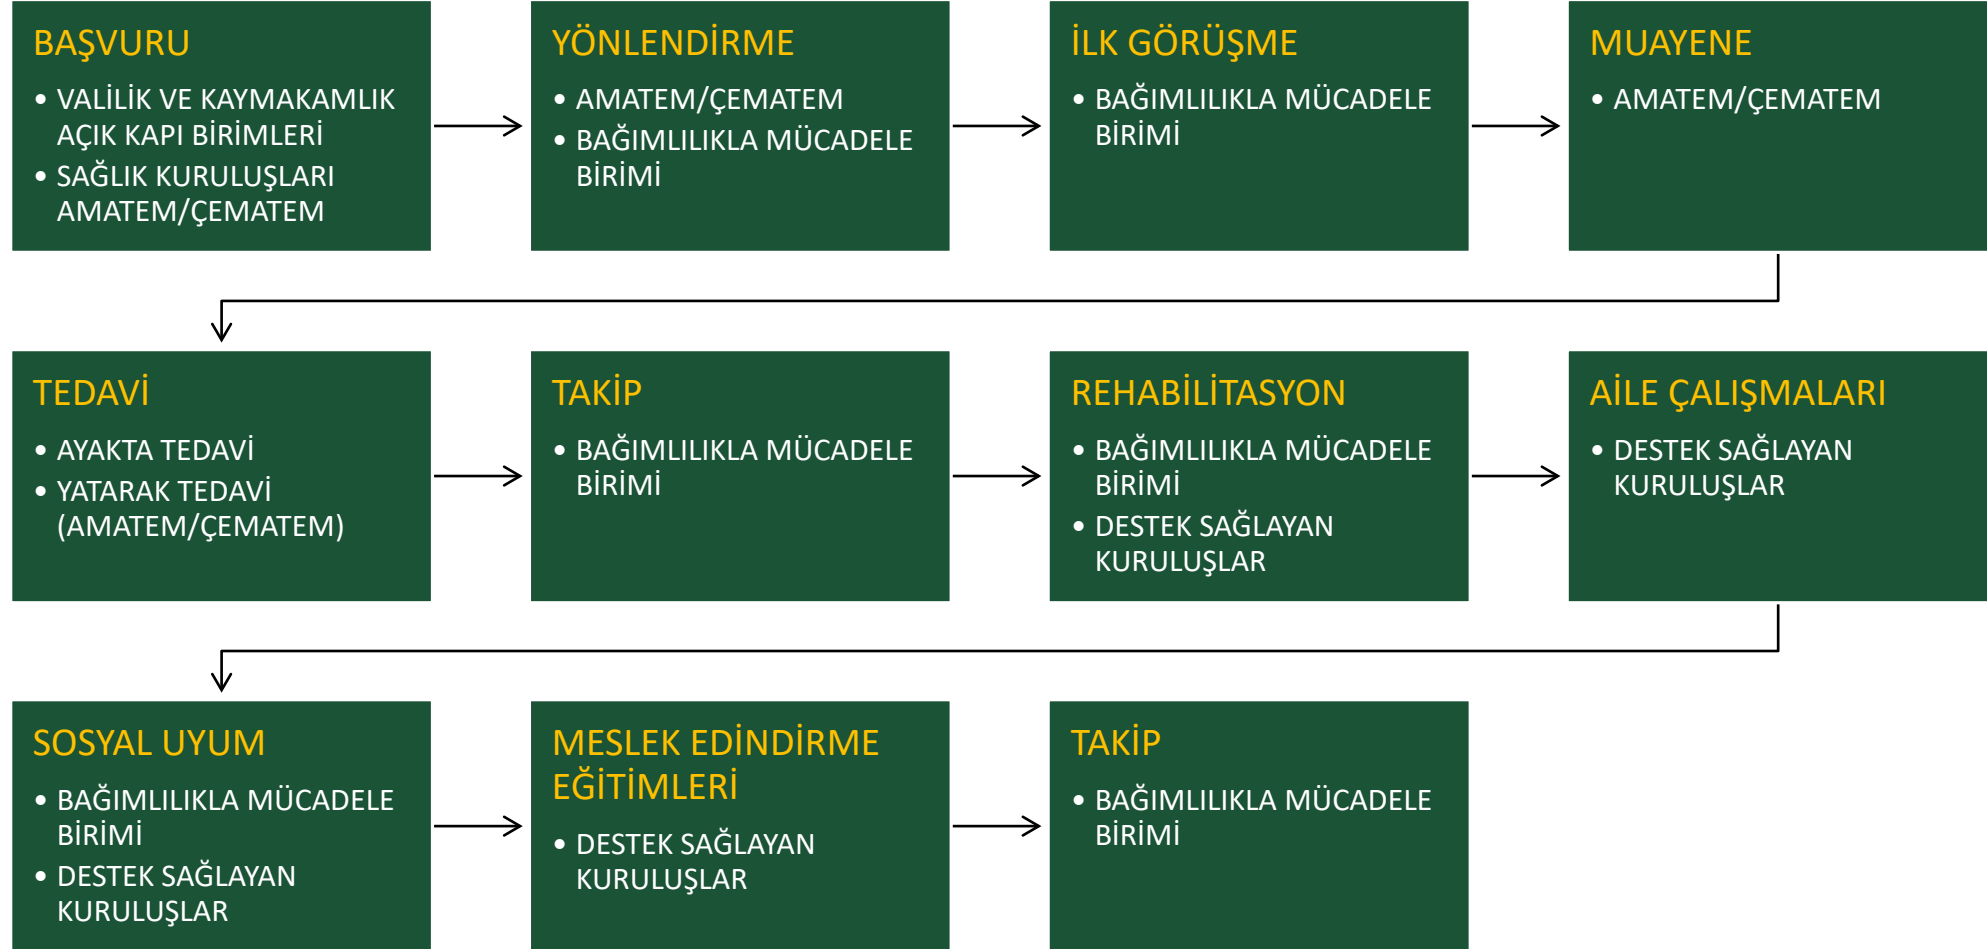 BAŞVURU
• VALİLİK VE KAYMAKAMLIK
AÇIK KAPI BİRİMLERİ
• SAĞLIK KURULUŞLARI
AMATEM/ÇEMATEM
YÖNLENDİRME
• AMATEM/ÇEMATEM
• BAĞIMLILIKLA MÜCADELE
BİRİMİ
İLK GÖRÜŞME
• BAĞIMLILIKLA MÜCADELE
BİRİMİ
MUAYENE
• AMATEM/ÇEMATEM
TEDAVİ
• AYAKTA TEDAVİ
• YATARAK TEDAVİ
(AMATEM/ÇEMATEM)
TAKİP
• BAĞIMLILIKLA MÜCADELE
BİRİMİ
REHABİLİTASYON
• BAĞIMLILIKLA MÜCADELE
BİRİMİ
• DESTEK SAĞLAYAN
KURULUŞLAR
AİLE ÇALIŞMALARI
• DESTEK SAĞLAYAN
KURULUŞLAR
SOSYAL UYUM
• BAĞIMLILIKLA MÜCADELE
BİRİMİ
• DESTEK SAĞLAYAN
KURULUŞLAR
MESLEK EDİNDİRME
EĞİTİMLERİ
• DESTEK SAĞLAYAN
KURULUŞLAR
TAKİP
• BAĞIMLILIKLA MÜCADELE
BİRİMİ